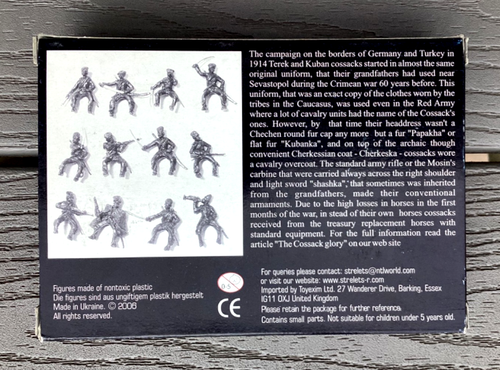 The campaign on the borders of Germany and Turkey in
1914 Terek and Kuban cossacks started in almost the same
original uniform, that their grandfathers had used near
Sevastopol during the Crimean war 60 years before. This
uniform, that was an exact copy of the clothes worn by the
tribes in the Caucasus, was used even in the Red Army
where a lot of cavalry units had the name of the Cossack's
ones. However, by that time their headdress wasn't a
Chechen round fur cap any more but a fur "Papakha" or
flat fur "Kubanka", and on top of the archaic though
convenient Cherkessian coat - Cherkeska - cossacks wore
a cavalry overcoat. The standard army rifle or the Mosin's
carbine that were carried always across the right shoulder
and light sword "shashka", that sometimes was inherited
from the grandfathers, made their conventional
armaments. Due to the high losses in horses in the first
months of the war, in stead of their own horses cossacks
received from the treasury replacement horses with
standard equipment. For the full information read the
article "The Cossack glory" on our web site
Figures made of nontoxic plastic
Die figuren sind aus ungiftigem plastik hergestelt
Made in Ukraine. © 2006
0-5
CE
For queries please contact: strelets@ntlworld.com
or visit our website: www.strelets-r.com
Imported by Toyexim Ltd. 27 Wanderer Drive, Barking, Essex
IG11 OXJ United Kingdom
Please retain the package for further reference.
Contains small parts. Not suitable for children under 5 years old.